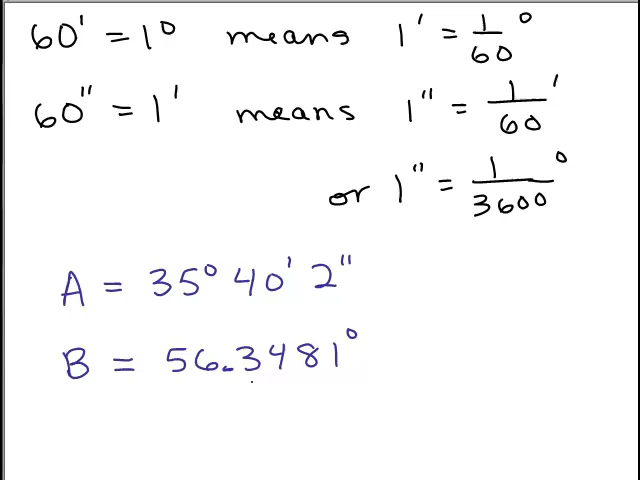 60' = 1° means 1' = 1/60 °
60" = 1' means 1" = 1/60 '
or 1" = 1/3600 °
A = 35° 40' 2"
B = 56.3481°